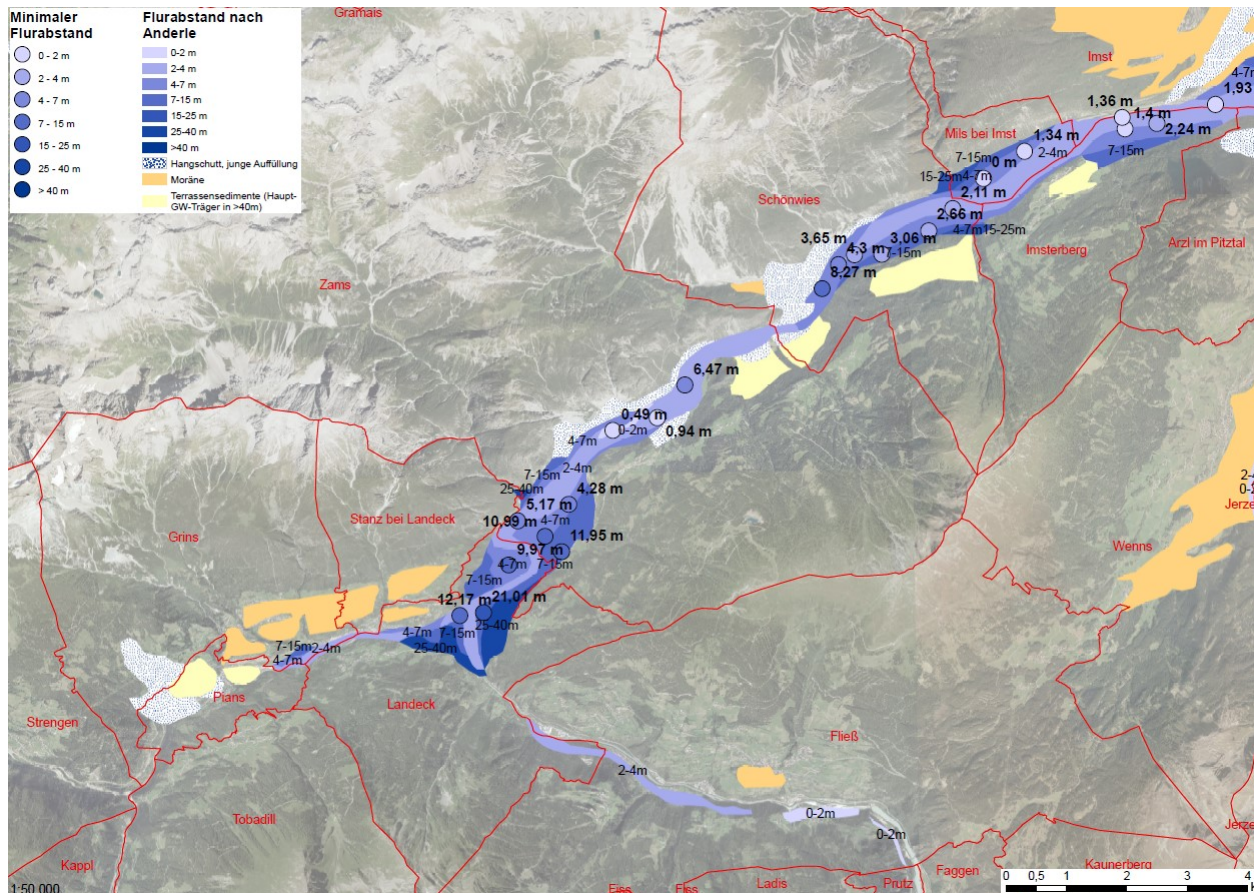 Minimaler
Flurabstand
0 - 2 m
2 - 4 m
4 - 7 m
7 - 15 m
15 - 25 m
25 - 40 m
> 40 m
Flurabstand nach
Anderle
0-2 m
2-4 m
4-7 m
7-15 m
15-25 m
25-40 m
>40 m
Hangschutt, junge Auffüllung
Moräne
Terrassensedimente (Haupt-
GW-Träger in >40m)
Gramais
Imst
4-7m
1,93
1,36 m
1,4 m
2,24 m
Mils bei Imst
1,34 m
7-15m
0 m
2-4m
7-15m
15-25m
4-7m
2,11 m
Schönwies
2,66 m
3,65 m
4,3 m
3,06 m
4-7m
15-25m
7-15m
Imsterberg
Arzl im Pitztal
8,27 m
Zams
6,47 m
0,49 m
0-2m
0,94 m
4-7m
2-4m
7-15m
25-40m
4,28 m
5,17 m
Stanz bei Landeck
10,99 m
4-7m
11,95 m
Grins
9,97 m
4-7m
7-15m
7-15m
12,17 m
21,01 m
25-40m
4-7m
7-15m
25-40m
7-15m
2-4m
4-7m
2-4
Jerze
Wenns
Pians
Landeck
Strengen
Fließ
2-4m
0-2m
0-2m
Tobadill
Kappl
Jerze
Kaunerberg
Faggen
Prutz
Ladis
Fiss
Fiss
1:50 000
0 0,5 1 2 3 4